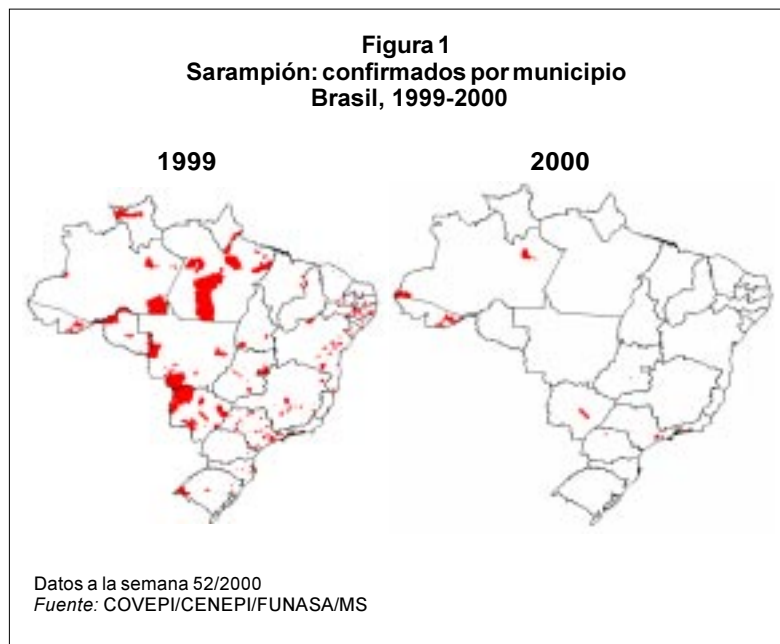 Figura 1
Sarampión: confirmados por municipio
Brasil, 1999-2000
1999
2000
Datos a la semana 52/2000
Fuente: COVEPI/CENEPI/FUNASA/MS